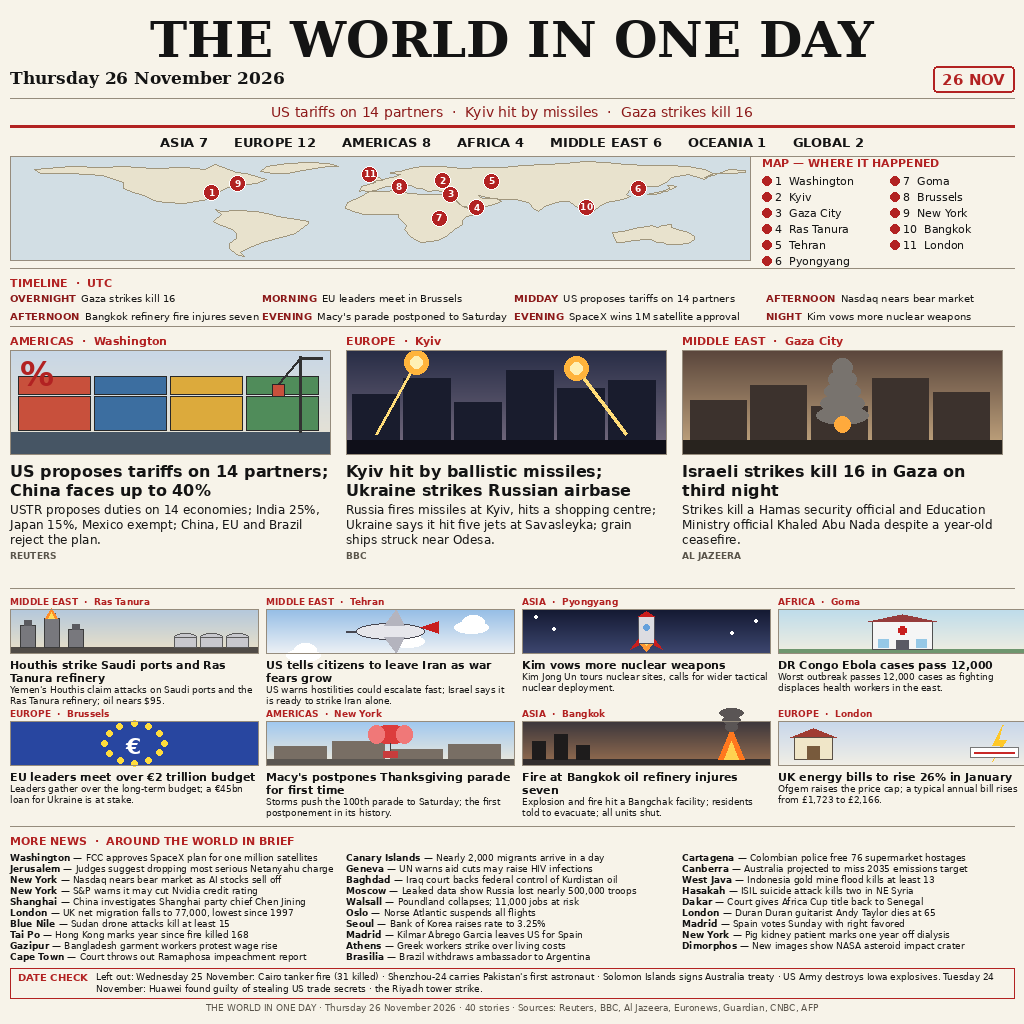 THE WORLD IN ONE DAY
Thursday 26 November 2026
26 NOV
US tariffs on 14 partners · Kyiv hit by missiles · Gaza strikes kill 16
ASIA 7 EUROPE 12 AMERICAS 8 AFRICA 4 MIDDLE EAST 6 OCEANIA 1 GLOBAL 2
1
9
11
8
2
3
5
4
7
10
6
MAP — WHERE IT HAPPENED
1 Washington
2 Kyiv
3 Gaza City
4 Ras Tanura
5 Tehran
6 Pyongyang
7 Goma
8 Brussels
9 New York
10 Bangkok
11 London
TIMELINE · UTC
OVERNIGHT Gaza strikes kill 16
MORNING EU leaders meet in Brussels
MIDDAY US proposes tariffs on 14 partners
AFTERNOON Nasdaq nears bear market
AFTERNOON Bangkok refinery fire injures seven
EVENING Macy's parade postponed to Saturday
EVENING SpaceX wins 1M satellite approval
NIGHT Kim vows more nuclear weapons
AMERICAS · Washington
%
US proposes tariffs on 14 partners;
China faces up to 40%
USTR proposes duties on 14 economies; India 25%,
Japan 15%, Mexico exempt; China, EU and Brazil
reject the plan.
REUTERS
EUROPE · Kyiv
Kyiv hit by ballistic missiles;
Ukraine strikes Russian airbase
Russia fires missiles at Kyiv, hits a shopping centre;
Ukraine says it hit five jets at Savasleyka; grain
ships struck near Odesa.
BBC
MIDDLE EAST · Gaza City
Israeli strikes kill 16 in Gaza on
third night
Strikes kill a Hamas security official and Education
Ministry official Khaled Abu Nada despite a year-old
ceasefire.
AL JAZEERA
MIDDLE EAST · Ras Tanura
Houthis strike Saudi ports and Ras
Tanura refinery
Yemen's Houthis claim attacks on Saudi ports and the
Ras Tanura refinery; oil nears $95.
MIDDLE EAST · Tehran
US tells citizens to leave Iran as war
fears grow
US warns hostilities could escalate fast; Israel says it
is ready to strike Iran alone.
ASIA · Pyongyang
Kim vows more nuclear weapons
Kim Jong Un tours nuclear sites, calls for wider tactical
nuclear deployment.
AFRICA · Goma
DR Congo Ebola cases pass 12,000
Worst outbreak passes 12,000 cases as fighting
displaces health workers in the east.
EUROPE · Brussels
€
EU leaders meet over €2 trillion budget
Leaders gather over the long-term budget; a €45bn
loan for Ukraine is at stake.
AMERICAS · New York
Macy's postpones Thanksgiving parade
for first time
Storms push the 100th parade to Saturday; the first
postponement in its history.
ASIA · Bangkok
Fire at Bangkok oil refinery injures
seven
Explosion and fire hit a Bangchak facility; residents
told to evacuate; all units shut.
EUROPE · London
UK energy bills to rise 26% in January
Ofgem raises the price cap; a typical annual bill rises
from £1,723 to £2,166.
MORE NEWS · AROUND THE WORLD IN BRIEF
Washington — FCC approves SpaceX plan for one million satellites
Jerusalem — Judges suggest dropping most serious Netanyahu charge
New York — Nasdaq nears bear market as AI stocks sell off
New York — S&P warns it may cut Nvidia credit rating
Shanghai — China investigates Shanghai party chief Chen Jining
London — UK net migration falls to 77,000, lowest since 1997
Blue Nile — Sudan drone attacks kill at least 15
Tai Po — Hong Kong marks year since fire killed 168
Gazipur — Bangladesh garment workers protest wage rise
Cape Town — Court throws out Ramaphosa impeachment report
Canary Islands — Nearly 2,000 migrants arrive in a day
Geneva — UN warns aid cuts may raise HIV infections
Baghdad — Iraq court backs federal control of Kurdistan oil
Moscow — Leaked data show Russia lost nearly 500,000 troops
Walsall — Poundland collapses; 11,000 jobs at risk
Oslo — Norse Atlantic suspends all flights
Seoul — Bank of Korea raises rate to 3.25%
Madrid — Kilmar Abrego Garcia leaves US for Spain
Athens — Greek workers strike over living costs
Brasilia — Brazil withdraws ambassador to Argentina
Cartagena — Colombian police free 76 supermarket hostages
Canberra — Australia projected to miss 2035 emissions target
West Java — Indonesia gold mine flood kills at least 13
Hasakah — ISIL suicide attack kills two in NE Syria
Dakar — Court gives Africa Cup title back to Senegal
London — Duran Duran guitarist Andy Taylor dies at 65
Madrid — Spain votes Sunday with right favored
New York — Pig kidney patient marks one year off dialysis
Dimorphos — New images show NASA asteroid impact crater
DATE CHECK
Left out: Wednesday 25 November: Cairo tanker fire (31 killed) · Shenzhou-24 carries Pakistan's first astronaut · Solomon Islands signs Australia treaty · US Army destroys Iowa explosives. Tuesday 24
November: Huawei found guilty of stealing US trade secrets · the Riyadh tower strike.
THE WORLD IN ONE DAY · Thursday 26 November 2026 · 40 stories · Sources: Reuters, BBC, Al Jazeera, Euronews, Guardian, CNBC, AFP